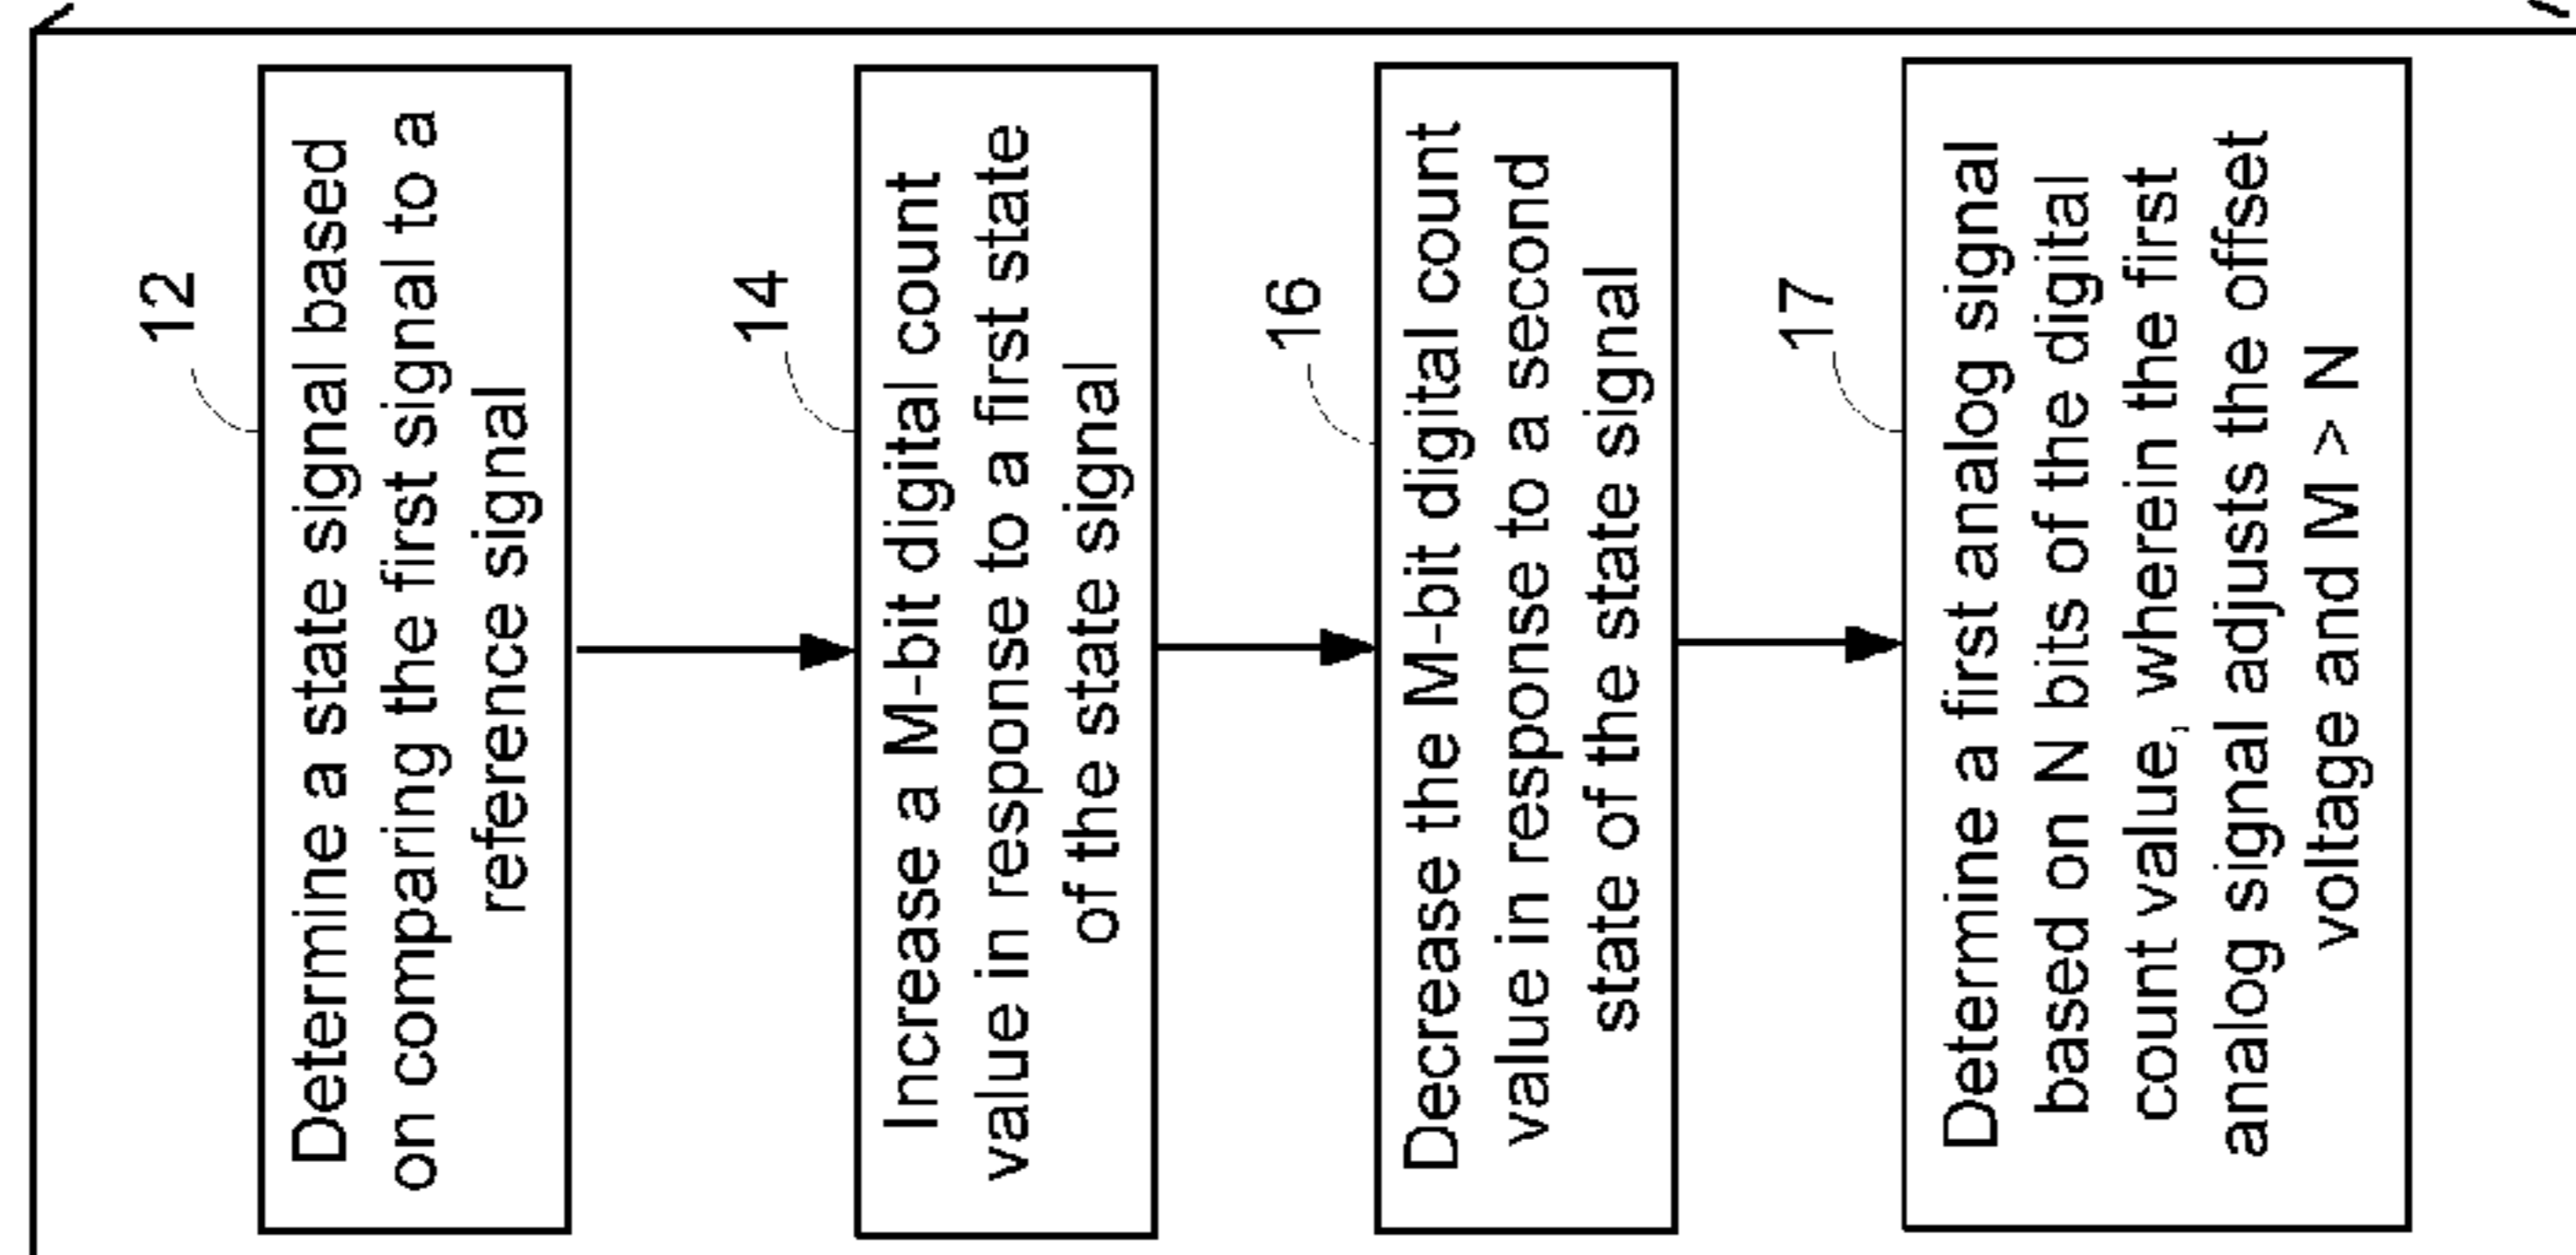 12
Determine a state signal based
on comparing the first signal to a
reference signal
14
Increase a M-bit digital count
value in response to a first state
of the state signal
16
Decrease the M-bit digital count
value in response to a second
state of the state signal
17
Determine a first analog signal
based on N bits of the digital
count value, wherein the first
analog signal adjusts the offset
voltage and M > N